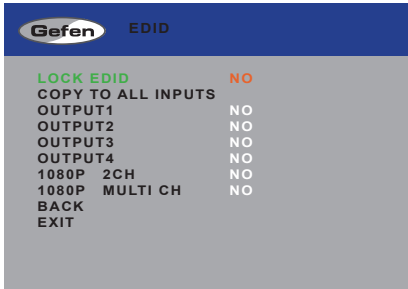 Gefen EDID
LOCK EDID NO
COPY TO ALL INPUTS
OUTPUT1 NO
OUTPUT2 NO
OUTPUT3 NO
OUTPUT4 NO
1080P 2CH NO
1080P MULTI CH NO
BACK
EXIT